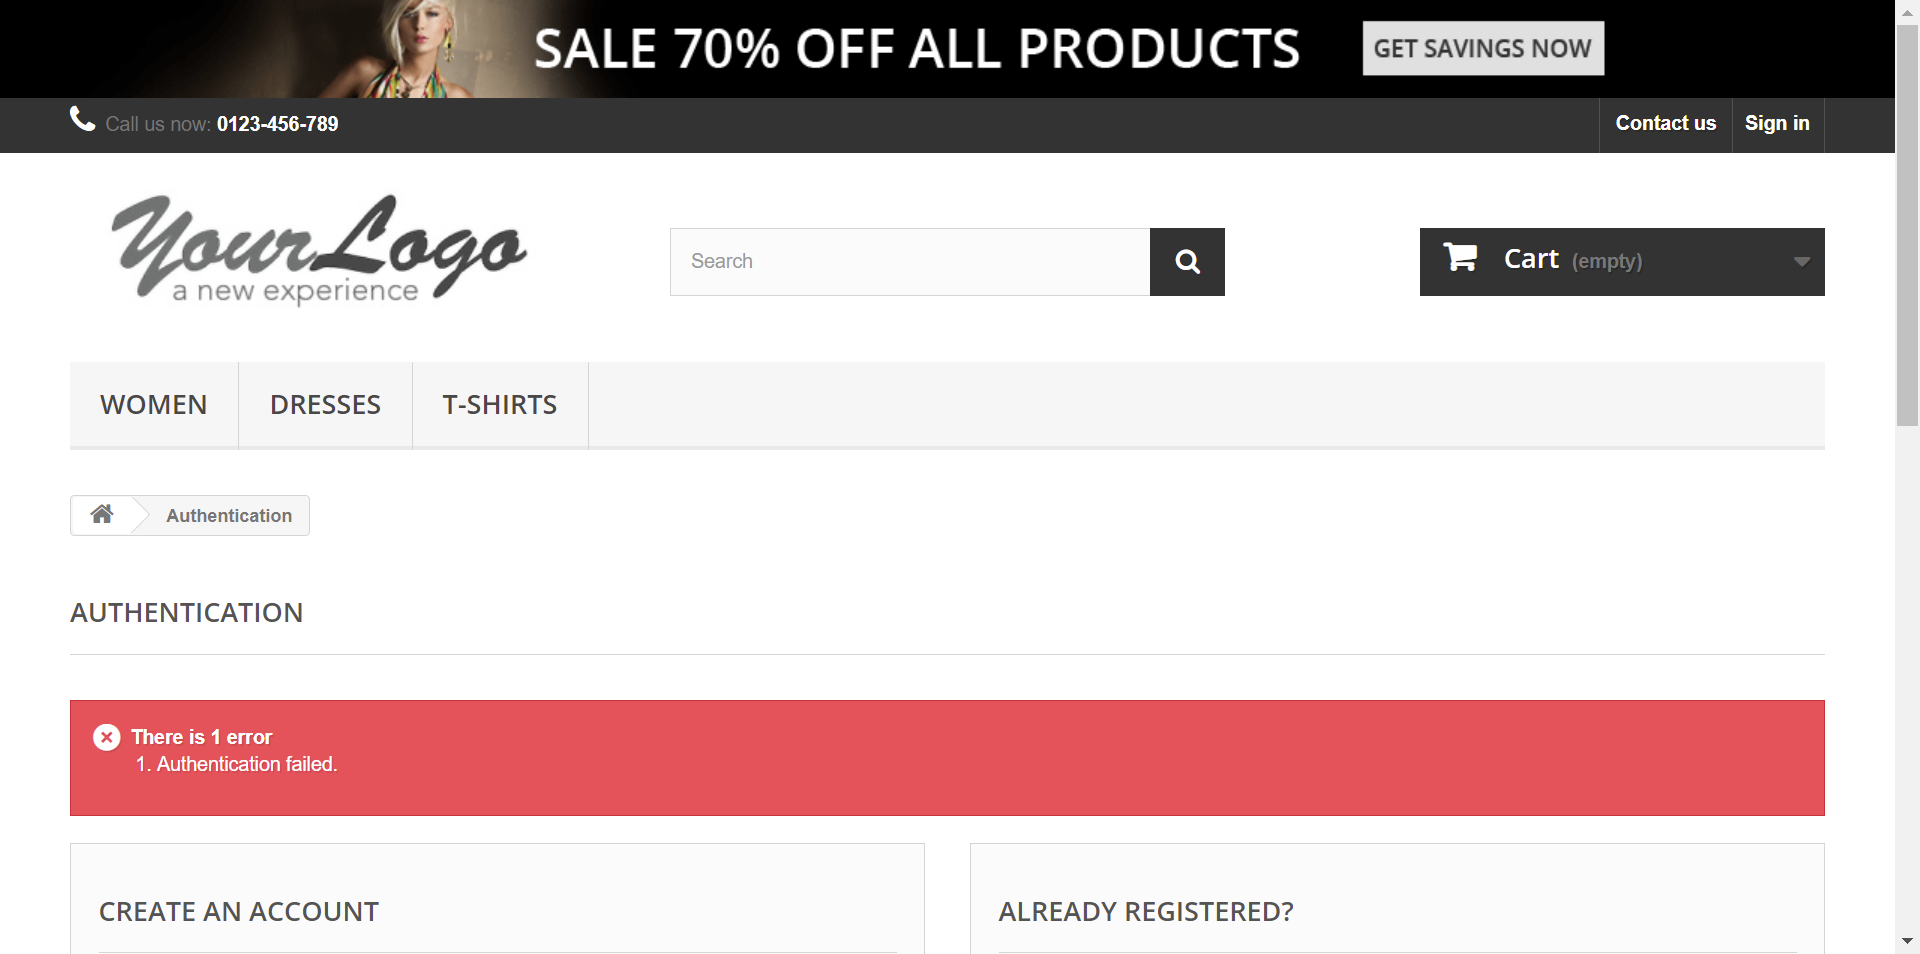 SALE 70% OFF ALL PRODUCTS GET SAVINGS NOW
Call us now: 0123-456-789 Contact us Sign in
YourLogo
a new experience
Search
Cart (empty)
WOMEN DRESSES T-SHIRTS
Authentication
AUTHENTICATION
There is 1 error
1. Authentication failed.
CREATE AN ACCOUNT
ALREADY REGISTERED?